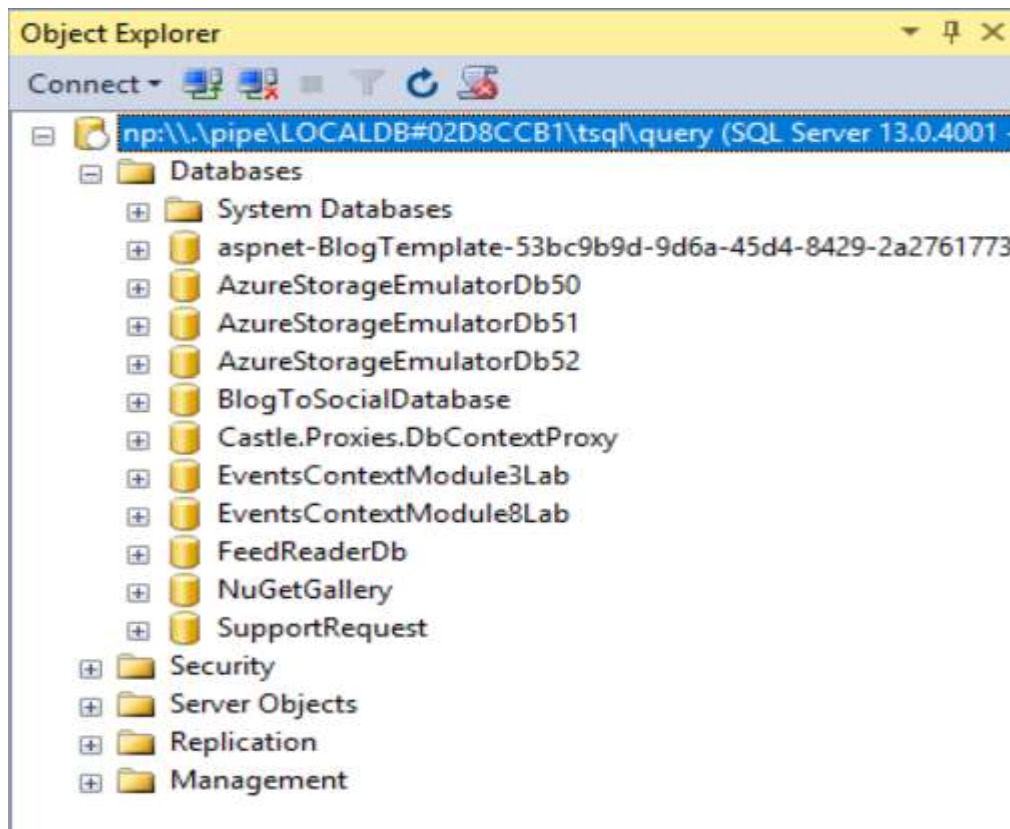 Object Explorer
Connect
np:\\.\pipe\LOCALDB#02D8CCB1\tsql\query (SQL Server 13.0.4001 -
Databases
System Databases
aspnet-BlogTemplate-53bc9b9d-9d6a-45d4-8429-2a2761773
AzureStorageEmulatorDb50
AzureStorageEmulatorDb51
AzureStorageEmulatorDb52
BlogToSocialDatabase
Castle.Proxies.DbContextProxy
EventsContextModule3Lab
EventsContextModule8Lab
FeedReaderDb
NuGetGallery
SupportRequest
Security
Server Objects
Replication
Management